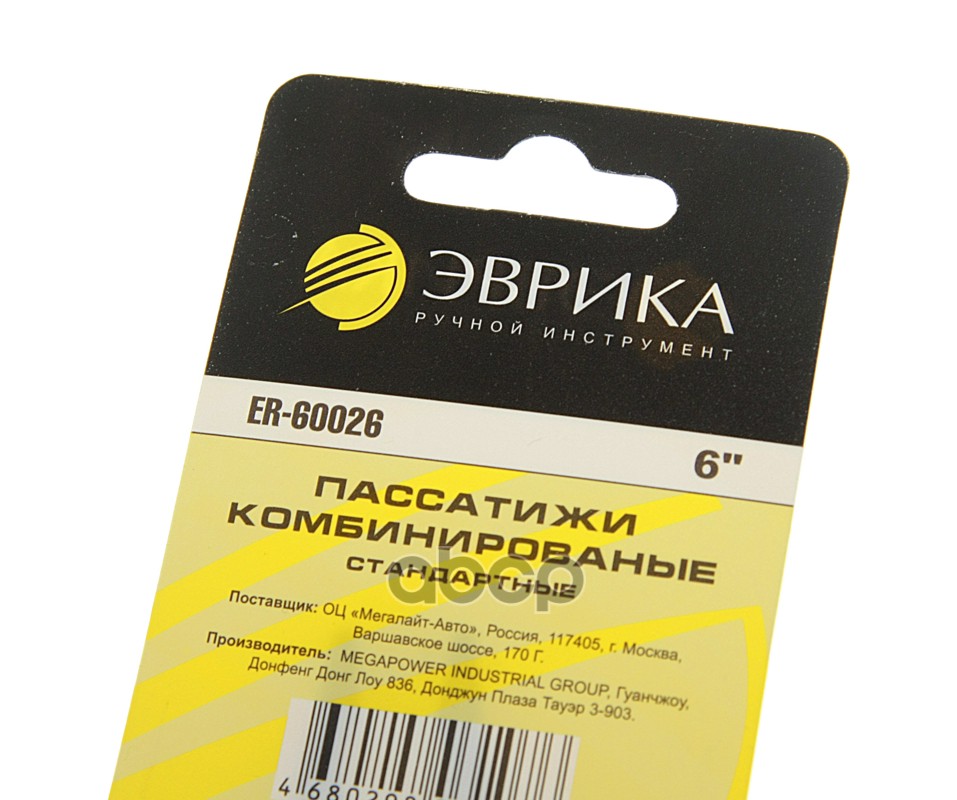 ЭВРИКА
РУЧНОЙ ИНСТРУМЕНТ
ER-60026
6"
ПАССАТИЖИ
КОМБИНИРОВАНЫЕ
СТАНДАРТНЫЕ
abcp
Поставщик: ОЦ «Мегалайт-Авто», Россия, 117405, г. Москва,
Варшавское шоссе, 170 Г.
Производитель: MEGAPOWER INDUSTRIAL GROUP, Гуанчжоу,
Донфенг Донг Лоу 836, Донджун Плаза Тауэр 3-903.